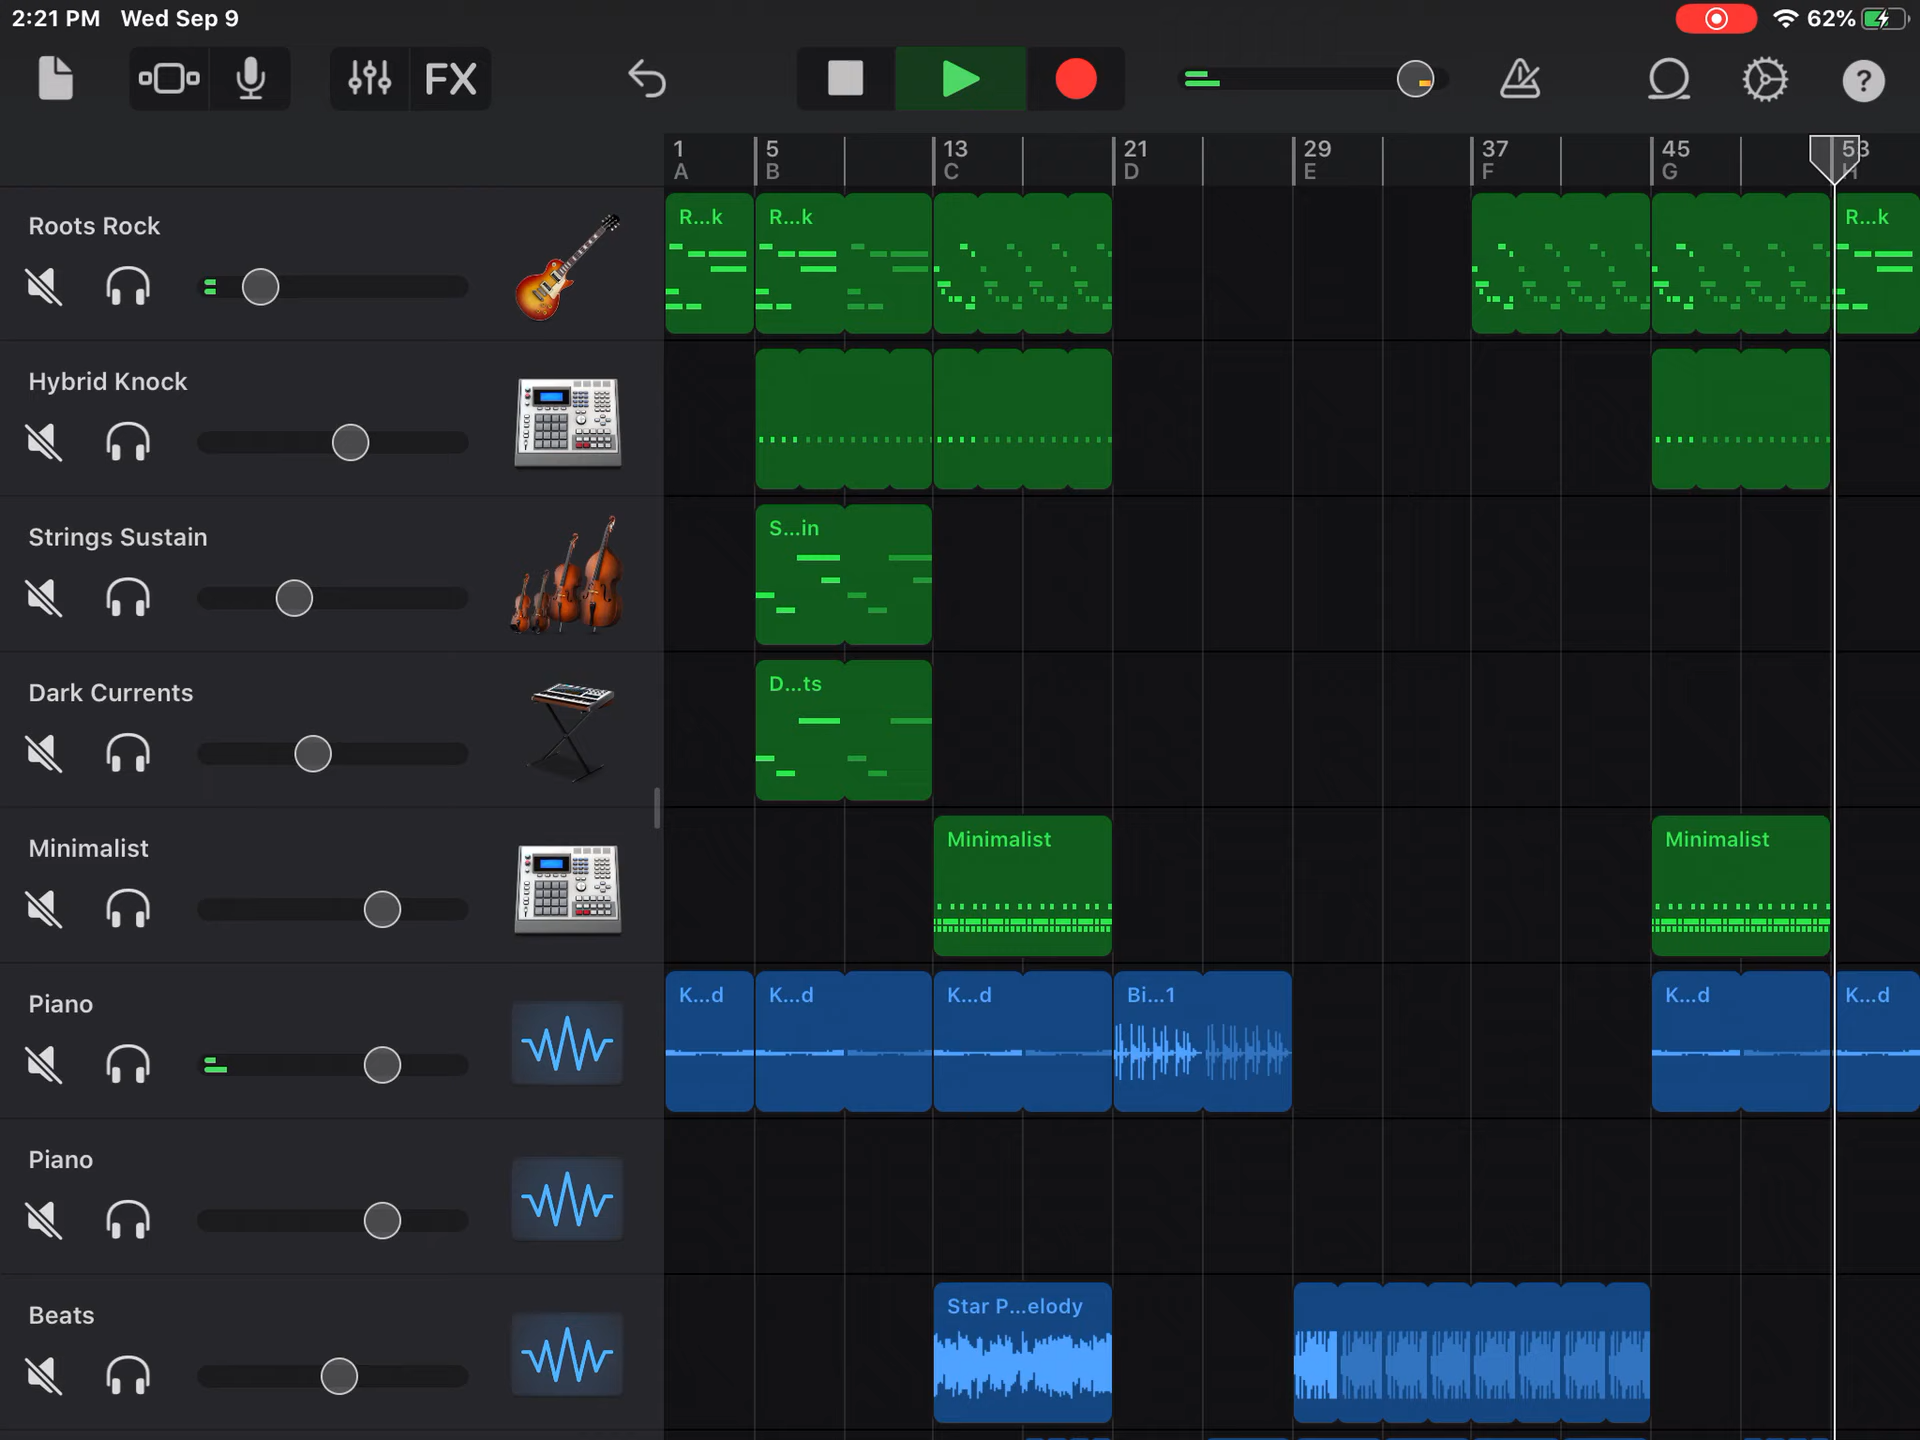 2:21 PM Wed Sep 9
62%
FX
?
1 5 13 21 29 37 45 53
A B C D E F G H
Roots Rock
R...k R...k R...k
Hybrid Knock
Strings Sustain
S...in
Dark Currents
D...ts
Minimalist
Minimalist Minimalist
Piano
K...d K...d K...d Bi...1 K...d K...d
Piano
Beats
Star P...elody